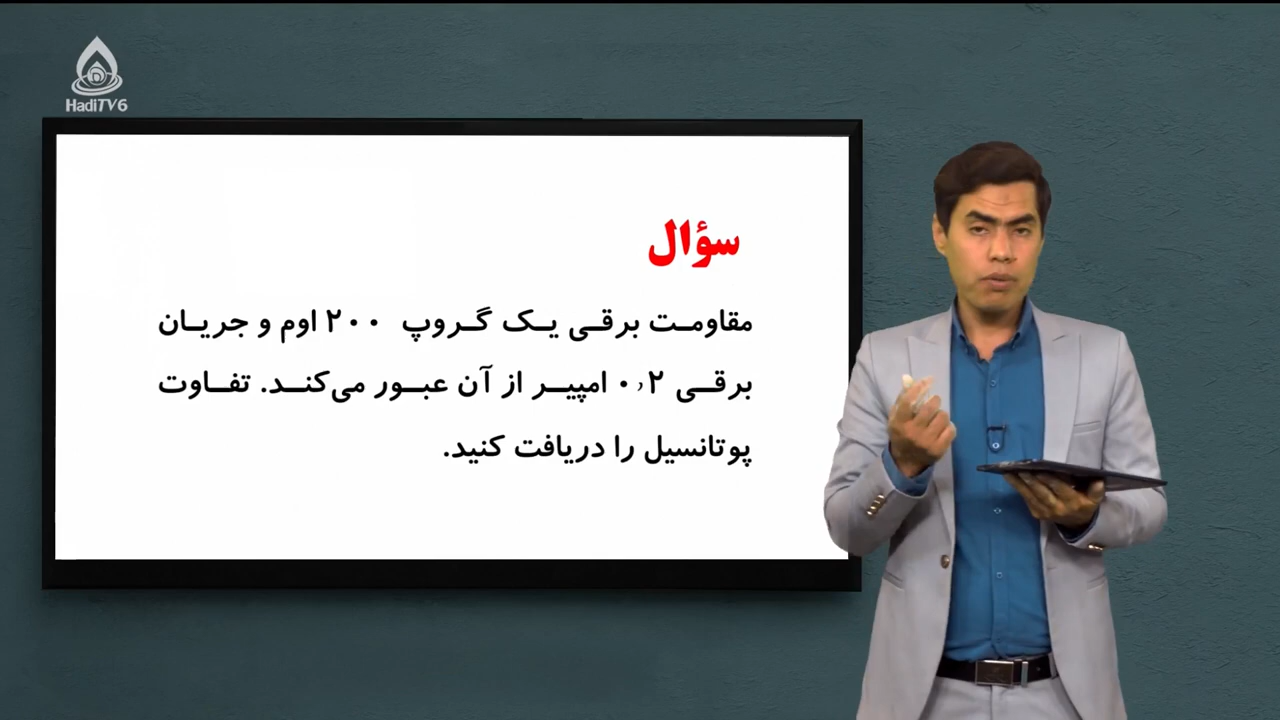 HadiTV6
سؤال
مقاومت برقی یک گروپ ۲۰۰ اوم و جریان
برقی ۰٫۲ امپیر از آن عبور می‌کند. تفاوت
پوتانسیل را دریافت کنید.